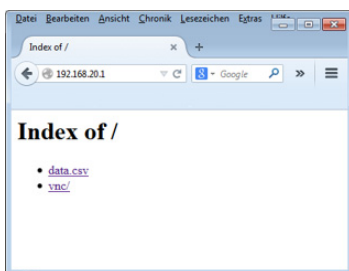 Datei Bearbeiten Ansicht Chronik Lesezeichen Extras
Index of /
192.168.20.1 Google
Index of /
data.csv
vnc/